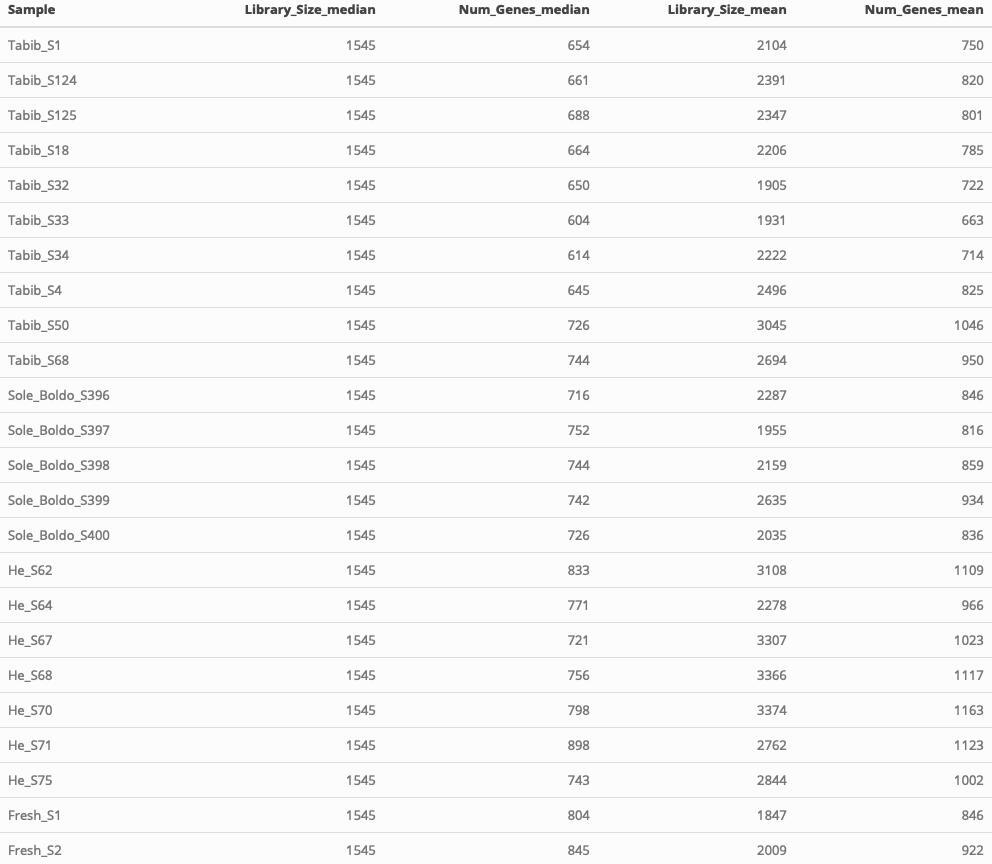 Sample Library_Size_median Num_Genes_median Library_Size_mean Num_Genes_mean
Tabib_S1 1545 654 2104 750
Tabib_S124 1545 661 2391 820
Tabib_S125 1545 688 2347 801
Tabib_S18 1545 664 2206 785
Tabib_S32 1545 650 1905 722
Tabib_S33 1545 604 1931 663
Tabib_S34 1545 614 2222 714
Tabib_S4 1545 645 2496 825
Tabib_S50 1545 726 3045 1046
Tabib_S68 1545 744 2694 950
Sole_Boldo_S396 1545 716 2287 846
Sole_Boldo_S397 1545 752 1955 816
Sole_Boldo_S398 1545 744 2159 859
Sole_Boldo_S399 1545 742 2635 934
Sole_Boldo_S400 1545 726 2035 836
He_S62 1545 833 3108 1109
He_S64 1545 771 2278 966
He_S67 1545 721 3307 1023
He_S68 1545 756 3366 1117
He_S70 1545 798 3374 1163
He_S71 1545 898 2762 1123
He_S75 1545 743 2844 1002
Fresh_S1 1545 804 1847 846
Fresh_S2 1545 845 2009 922